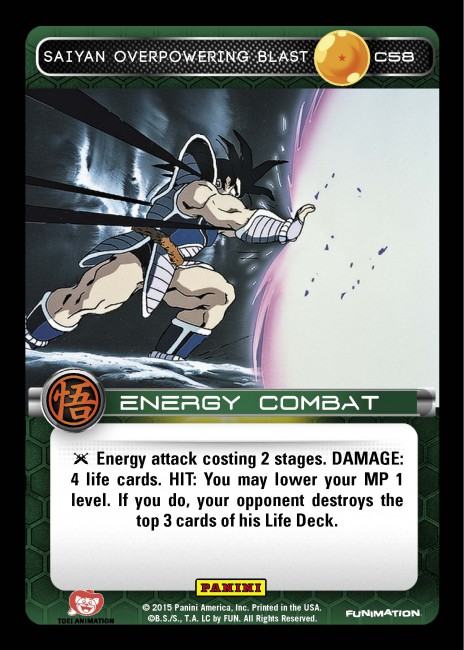 SAIYAN OVERPOWERING BLAST C58
悟 ENERGY COMBAT
Energy attack costing 2 stages. DAMAGE:
4 life cards. HIT: You may lower your MP 1
level. If you do, your opponent destroys the
top 3 cards of his Life Deck.
PANINI
TOEI ANIMATION
© 2015 Panini America, Inc. Printed in the USA.
©B.S./S., T.A. LC by FUN. All Rights Reserved.
FUNIMATION